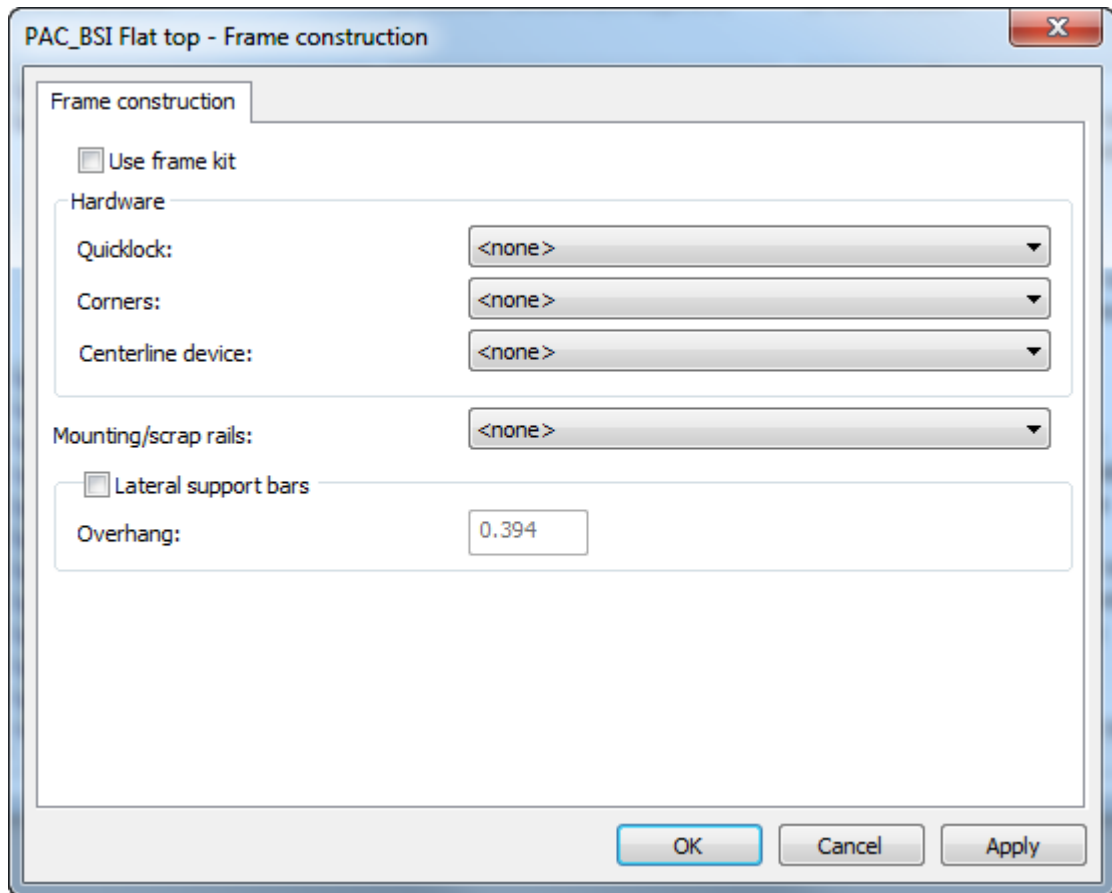 PAC_BSI Flat top - Frame construction
Frame construction
Use frame kit
Hardware
Quicklock: <none>
Corners: <none>
Centerline device: <none>
Mounting/scrap rails: <none>
Lateral support bars
Overhang: 0.394
OK Cancel Apply